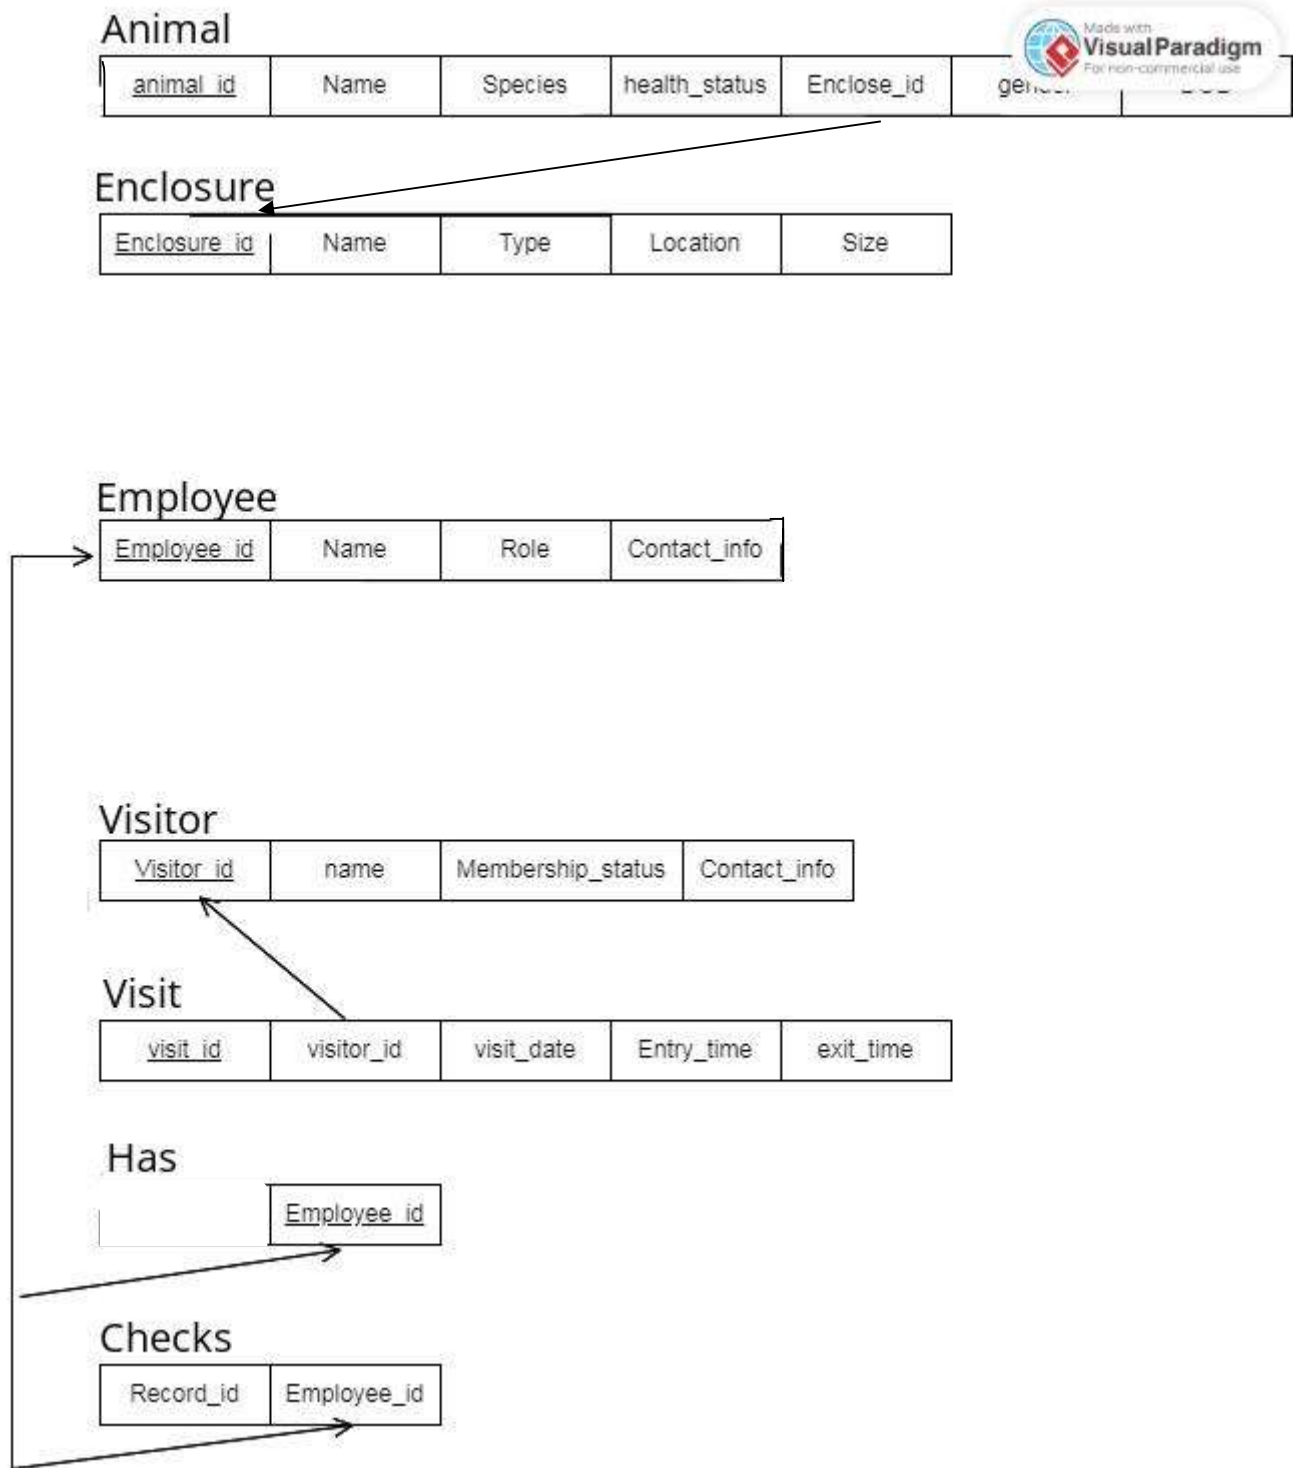 Animal
Made with
Visual Paradigm
For non-commercial use
animal_id Name Species health_status Enclose_id
Enclosure
Enclosure_id Name Type Location Size
Employee
Employee_id Name Role Contact_info
Visitor
Visitor_id name Membership_status Contact_info
Visit
visit_id visitor_id visit_date Entry_time exit_time
Has
Employee_id
Checks
Record_id Employee_id